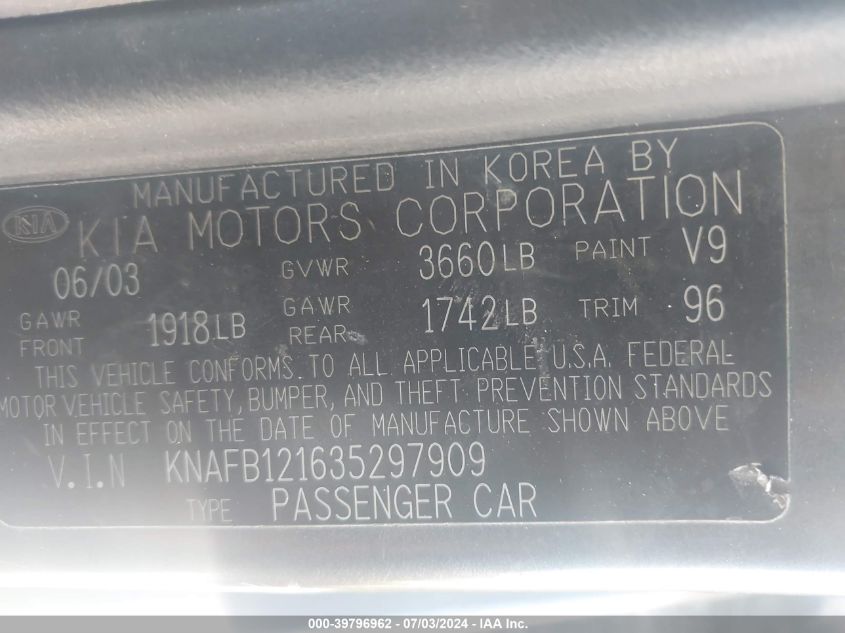 MANUFACTURED IN KOREA BY
KIA KIA MOTORS CORPORATION
06/03 GVWR 3660LB PAINT V9
GAWR FRONT 1918LB GAWR REAR 1742LB TRIM 96
THIS VEHICLE CONFORMS TO ALL APPLICABLE U.S.A. FEDERAL
MOTOR VEHICLE SAFETY, BUMPER, AND THEFT PREVENTION STANDARDS
IN EFFECT ON THE DATE OF MANUFACTURE SHOWN ABOVE
V.I.N KNAFB121635297909
TYPE PASSENGER CAR
000-39796962 - 07/03/2024 - IAA Inc.